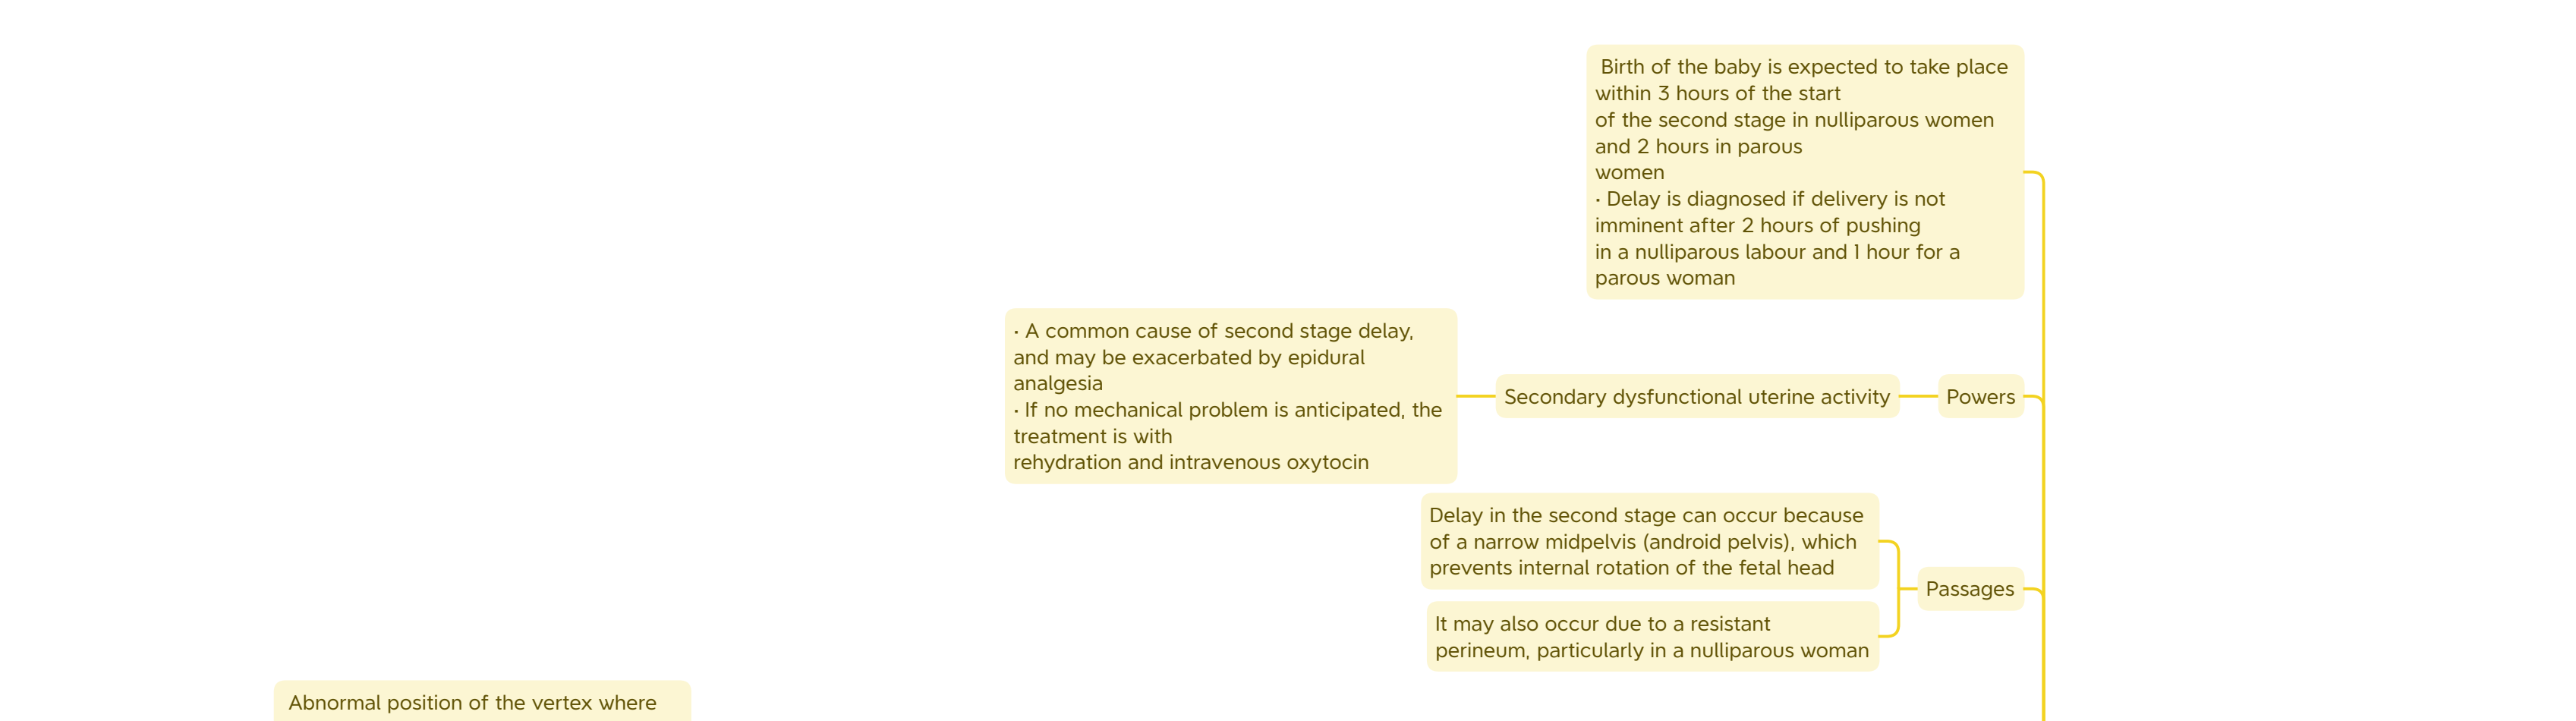 Birth of the baby is expected to take place
within 3 hours of the start
of the second stage in nulliparous women
and 2 hours in parous
women
· Delay is diagnosed if delivery is not
imminent after 2 hours of pushing
in a nulliparous labour and 1 hour for a
parous woman
· A common cause of second stage delay,
and may be exacerbated by epidural
analgesia
· If no mechanical problem is anticipated, the
treatment is with
rehydration and intravenous oxytocin
Secondary dysfunctional uterine activity
Powers
Delay in the second stage can occur because
of a narrow midpelvis (android pelvis), which
prevents internal rotation of the fetal head
Passages
It may also occur due to a resistant
perineum, particularly in a nulliparous woman
Abnormal position of the vertex where